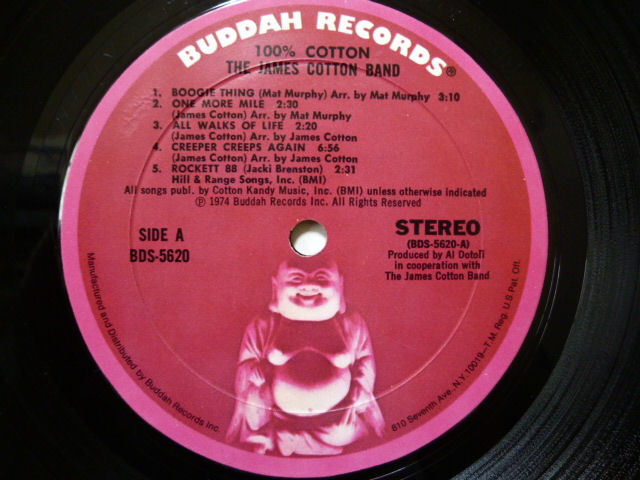 BUDDAH RECORDS®
100% COTTON
THE JAMES COTTON BAND
1. BOOGIE THING (Mat Murphy) Arr. by Mat Murphy 3:10
2. ONE MORE MILE 2:30
(James Cotton) Arr. by Mat Murphy
3. ALL WALKS OF LIFE 2:20
(James Cotton) Arr. by James Cotton
4. CREEPER CREEPS AGAIN 6:56
(James Cotton) Arr. by James Cotton
5. ROCKETT 88 (Jacki Brenston) 2:31
Hill & Range Songs, Inc. (BMI)
All songs publ. by Cotton Kandy Music, Inc. (BMI) unless otherwise indicated
℗ 1974 Buddah Records Inc. All Rights Reserved
SIDE A
BDS-5620
STEREO
(BDS-5620-A)
Produced by Al Dotoli
in cooperation with
The James Cotton Band
Manufactured and Distributed by Buddah Records Inc.
810 Seventh Ave., N.Y. 10019—T.M. Reg. U.S. Pat. Off.